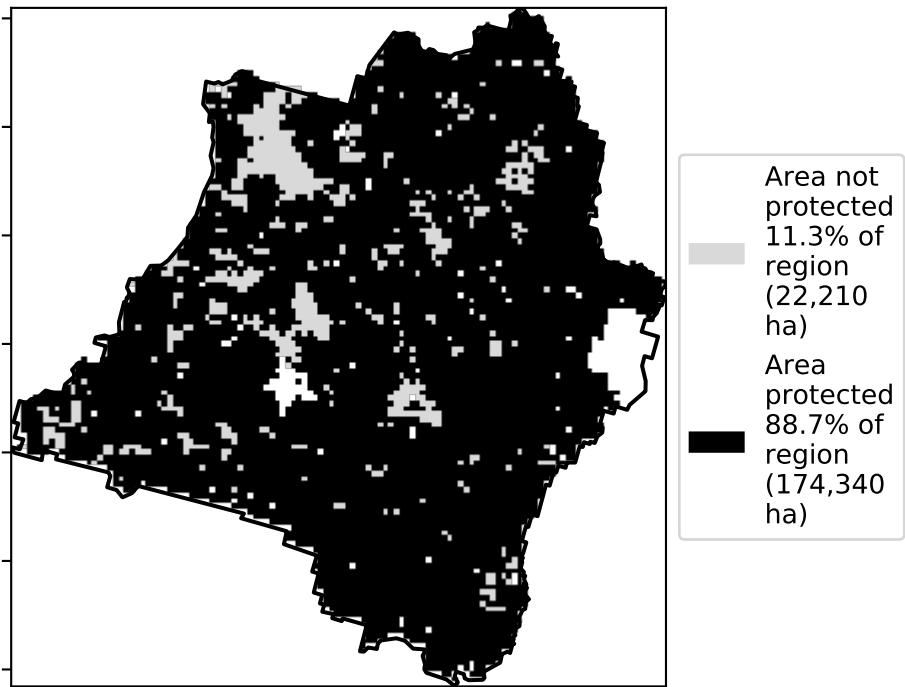 Area not
protected
11.3% of
region
(22,210
ha)
Area
protected
88.7% of
region
(174,340
ha)